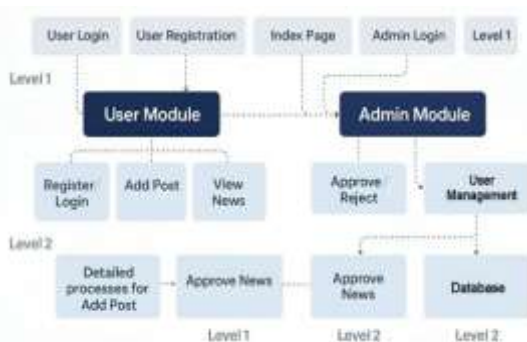 User Login
User Registration
Index Page
Admin Login
Level 1
Level 1
User Module
Admin Module
Register
Login
Add Post
View
News
Approve
Reject
User
Management
Level 2
Detailed
processes for
Add Post
Approve News
Approve
News
Database
Level 1
Level 2
Level 2